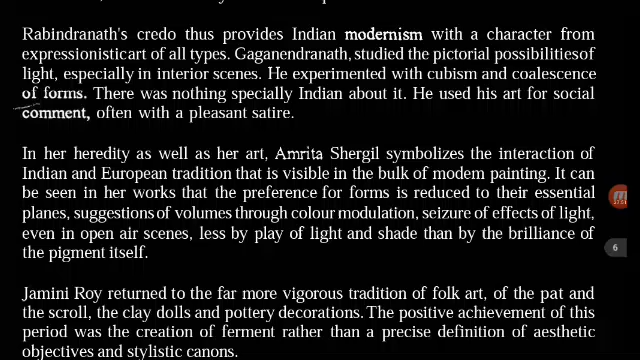 Rabindranath's credo thus provides Indian modernism with a character from
expressionisticart of all types. Gaganendranath, studied the pictorial possibilitiesof
light, especially in interior scenes. He experimented with cubism and coalescence
of forms. There was nothing specially Indian about it. He used his art for social
comment, often with a pleasant satire.
In her heredity as well as her art, Amrita Shergil symbolizes the interaction of
Indian and European tradition that is visible in the bulk of modem painting. It can
be seen in her works that the preference for forms is reduced to their essential
planes, suggestions of volumes through colour modulation, seizure of effects of light,
even in open air scenes, less by play of light and shade than by the brilliance of
the pigment itself.
6
Jamini Roy returned to the far more vigorous tradition of folk art, of the pat and
the scroll, the clay dolls and pottery decorations. The positive achievement of this
period was the creation of ferment rather than a precise definition of aesthetic
objectives and stylistic canons.